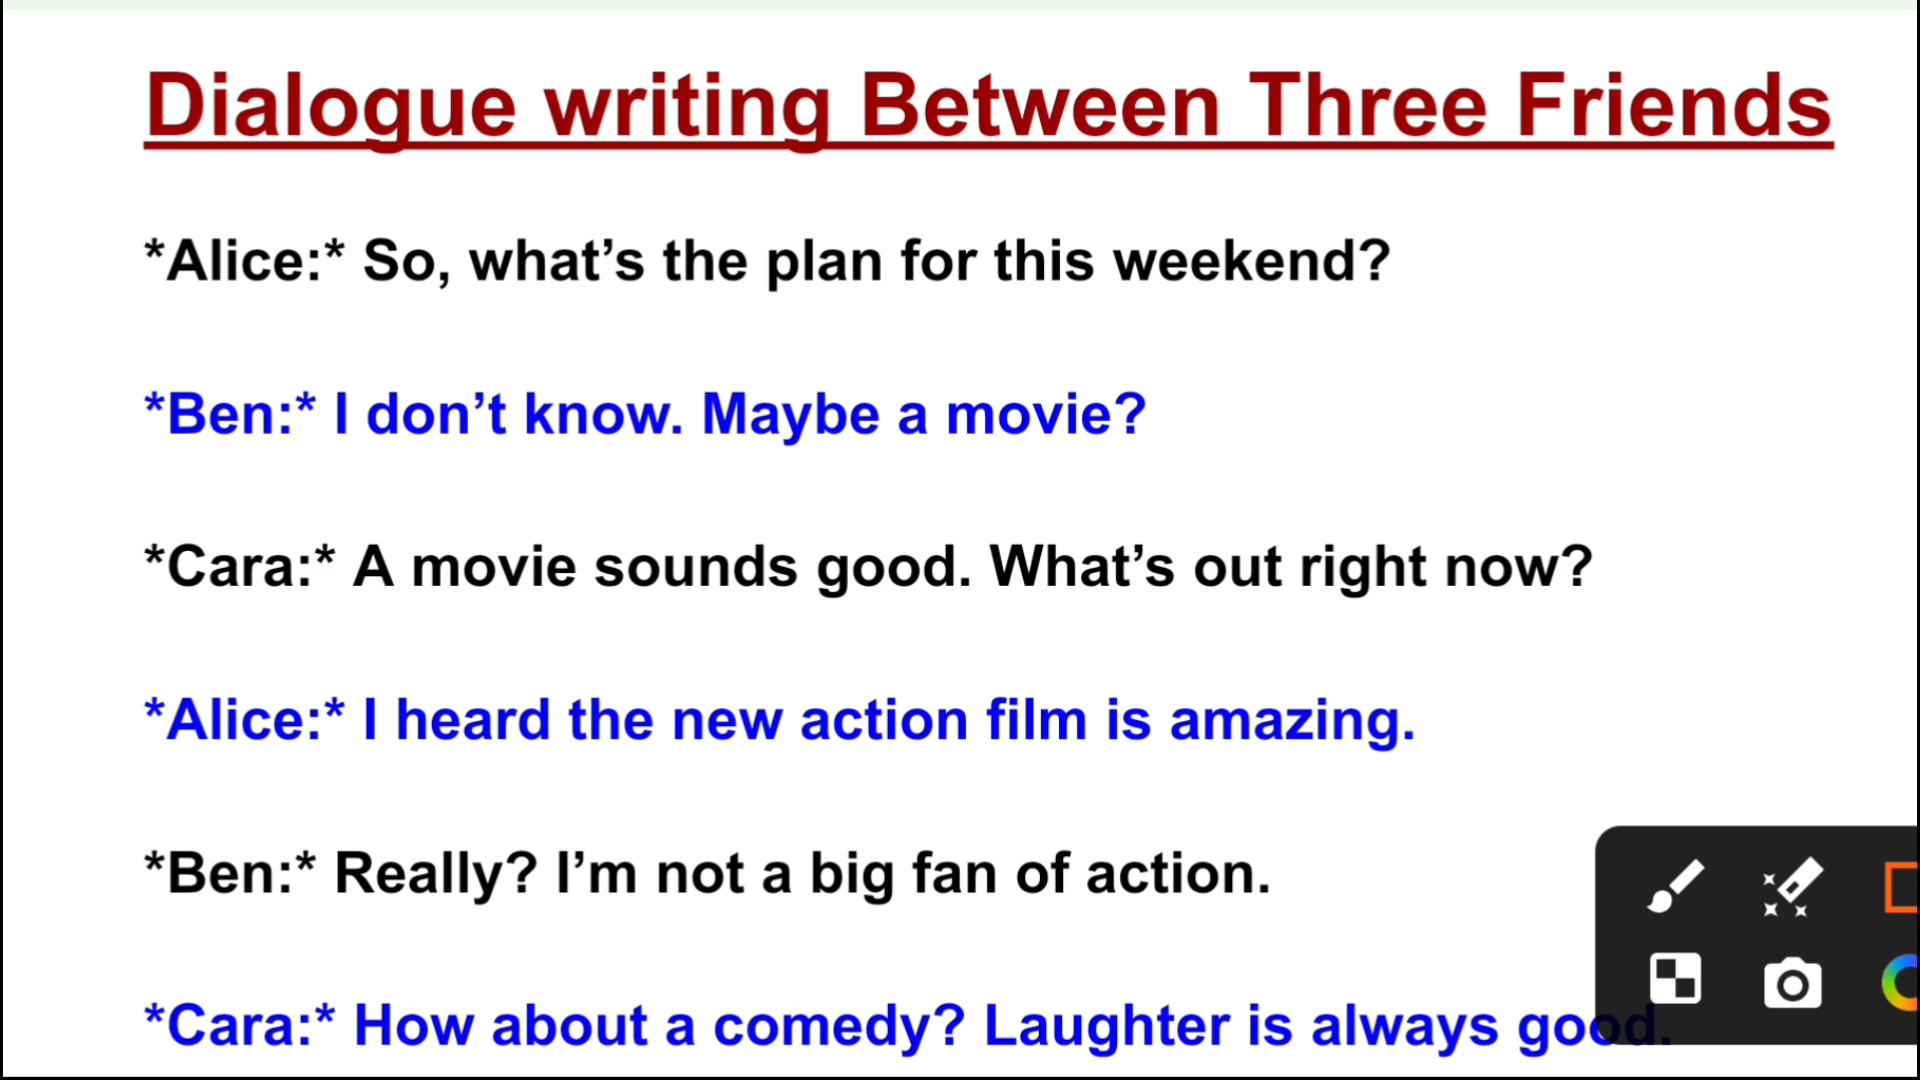 Dialogue writing Between Three Friends
*Alice:* So, what’s the plan for this weekend?
*Ben:* I don’t know. Maybe a movie?
*Cara:* A movie sounds good. What’s out right now?
*Alice:* I heard the new action film is amazing.
*Ben:* Really? I’m not a big fan of action.
*Cara:* How about a comedy? Laughter is always good.